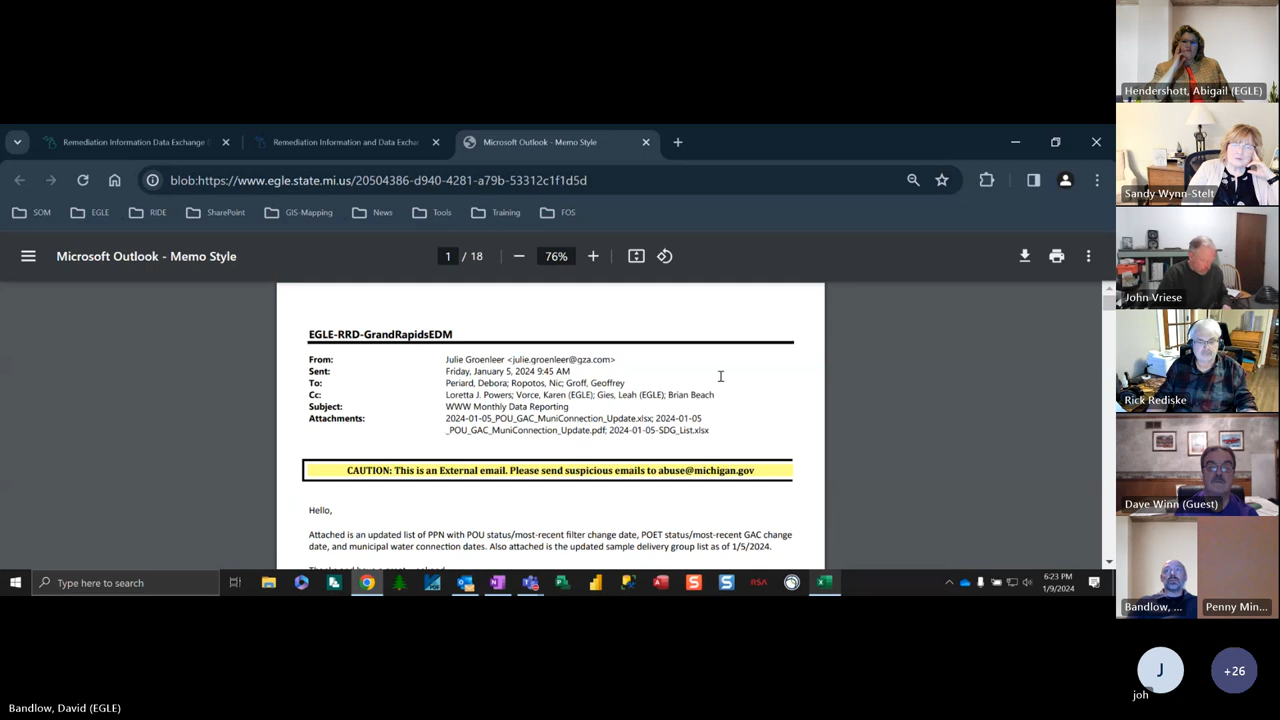 Remediation Information Data Exchange
Remediation Information and Data Exchan
Microsoft Outlook - Memo Style
blob:https://www.egle.state.mi.us/20504386-d940-4281-a79b-53312c1f1d5d
SOM EGLE RIDE SharePoint GIS-Mapping News Tools Training FOS
Microsoft Outlook - Memo Style 1 / 18 76%
EGLE-RRD-GrandRapidsEDM
From: Julie Groenleer <julie.groenleer@gza.com>
Sent: Friday, January 5, 2024 9:45 AM
To: Periard, Debora; Ropotos, Nic; Groff, Geoffrey
Cc: Loretta J. Powers; Vorce, Karen (EGLE); Gies, Leah (EGLE); Brian Beach
Subject: WWW Monthly Data Reporting
Attachments: 2024-01-05_POU_GAC_MuniConnection_Update.xlsx; 2024-01-05
_POU_GAC_MuniConnection_Update.pdf; 2024-01-05-SDG_List.xlsx
CAUTION: This is an External email. Please send suspicious emails to abuse@michigan.gov
Hello,
Attached is an updated list of PPN with POU status/most-recent filter change date, POET status/most-recent GAC change
date, and municipal water connection dates. Also attached is the updated sample delivery group list as of 1/5/2024.
Type here to search
RSA
6:23 PM
1/9/2024
Hendershott, Abigail (EGLE)
Sandy Wynn-Stelt
John Vriese
Rick Rediske
Dave Winn (Guest)
Bandlow, ...
Penny Min...
J
joh
+26
Bandlow, David (EGLE)